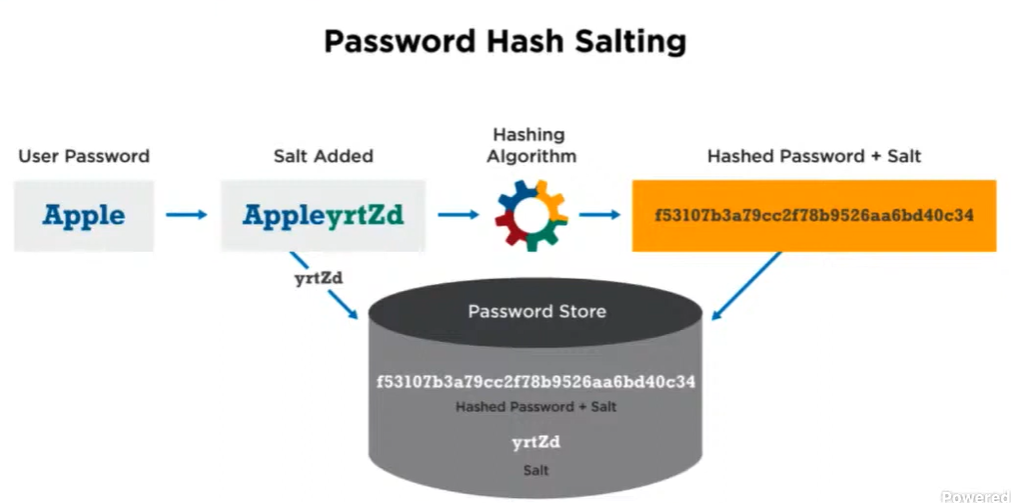 Password Hash Salting
User Password
Salt Added
Hashing
Algorithm
Hashed Password + Salt
Apple
AppleyrtZd
f53107b3a79cc2f78b9526aa6bd40c34
yrtZd
Password Store
f53107b3a79cc2f78b9526aa6bd40c34
Hashed Password + Salt
yrtZd
Salt
Powered